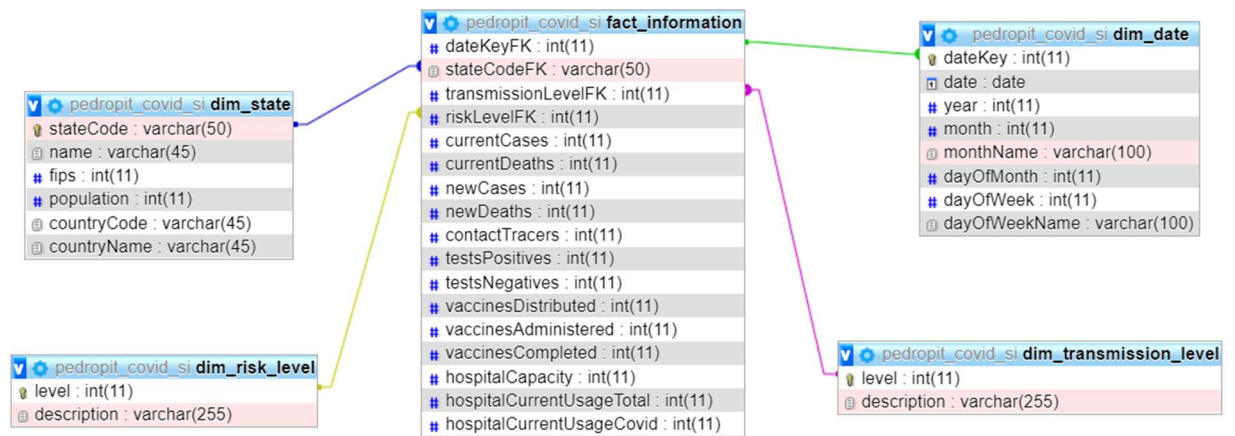 pedropit_covid_si dim_state
stateCode : varchar(50)
name : varchar(45)
fips : int(11)
population : int(11)
countryCode : varchar(45)
countryName : varchar(45)
pedropit_covid_si dim_risk_level
level : int(11)
description : varchar(255)
pedropit_covid_si fact_information
dateKeyFK : int(11)
stateCodeFK : varchar(50)
transmissionLevelFK : int(11)
riskLevelFK : int(11)
currentCases : int(11)
currentDeaths : int(11)
newCases : int(11)
newDeaths : int(11)
contactTracers : int(11)
testsPositives : int(11)
testsNegatives : int(11)
vaccinesDistributed : int(11)
vaccinesAdministered : int(11)
vaccinesCompleted : int(11)
hospitalCapacity : int(11)
hospitalCurrentUsageTotal : int(11)
hospitalCurrentUsageCovid : int(11)
pedropit_covid_si dim_date
dateKey : int(11)
date : date
year : int(11)
month : int(11)
monthName : varchar(100)
dayOfMonth : int(11)
dayOfWeek : int(11)
dayOfWeekName : varchar(100)
pedropit_covid_si dim_transmission_level
level : int(11)
description : varchar(255)